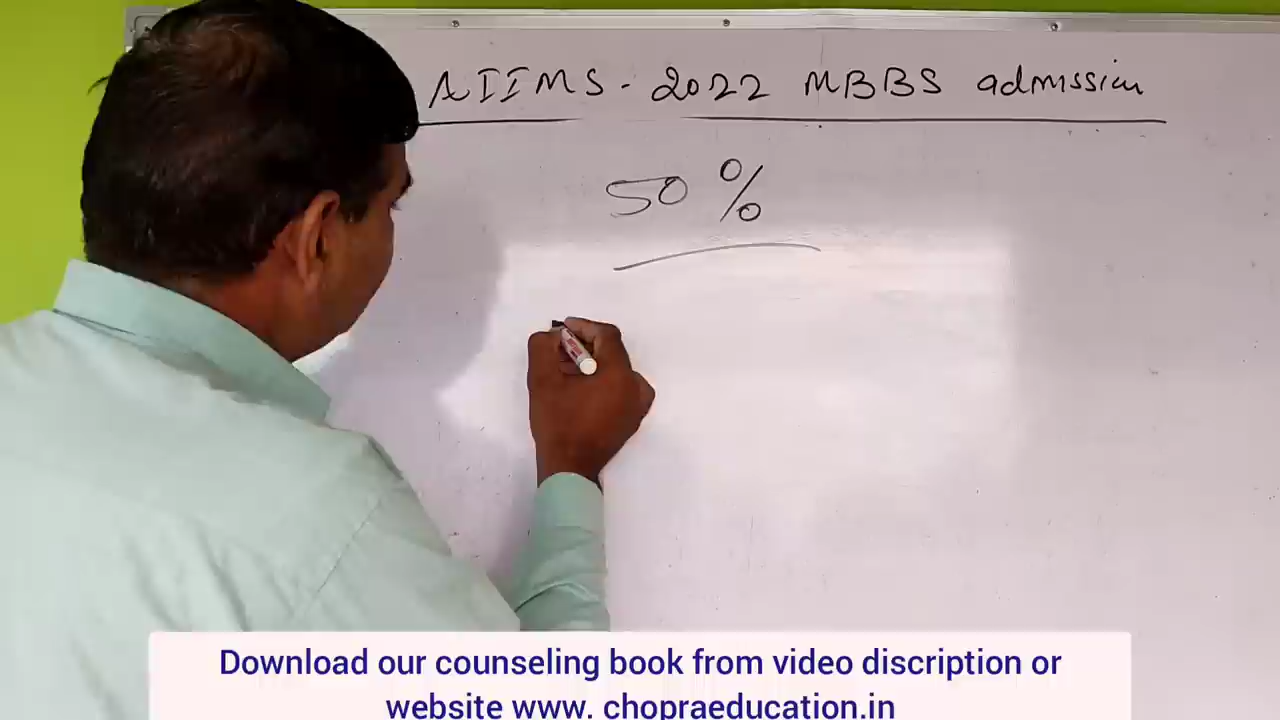 AIIMS - 2022 MBBS admission
50 %
Download our counseling book from video discription or
website www. chopraeducation.in